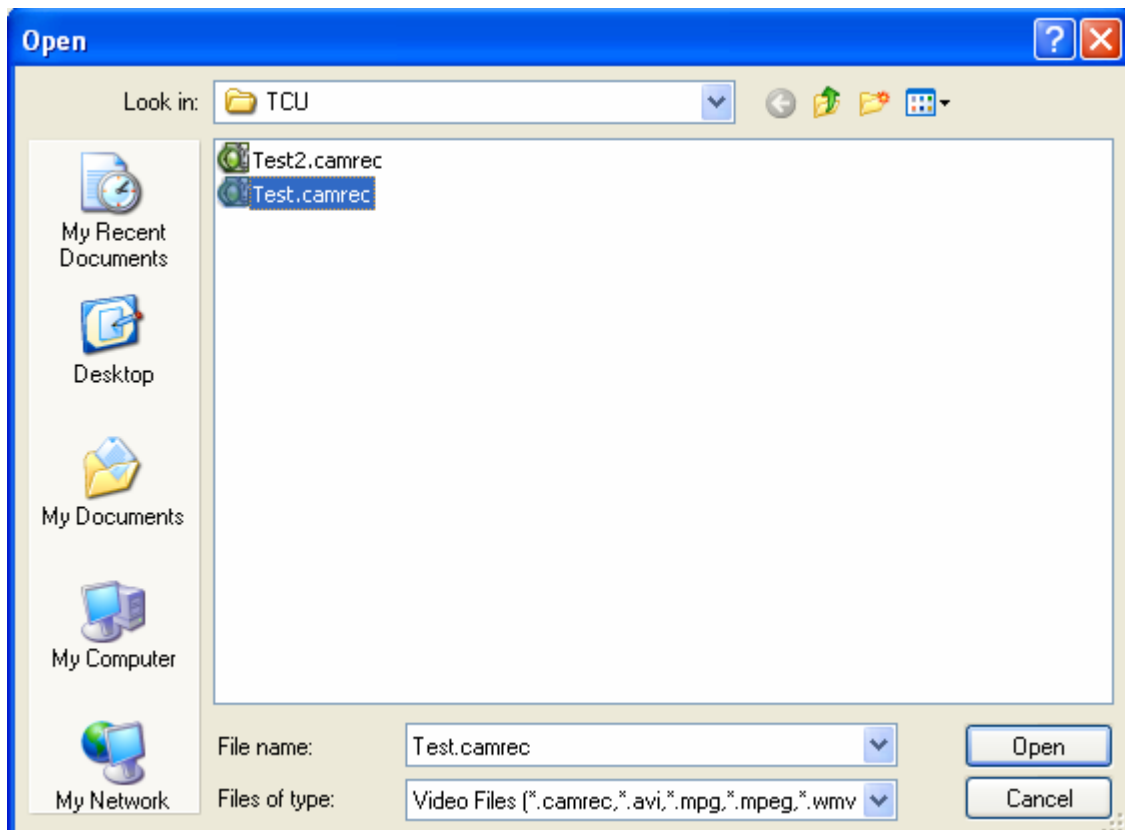 Open
Look in:
TCU
Test2.camrec
Test.camrec
My Recent
Documents
Desktop
My Documents
My Computer
My Network
File name:
Test.camrec
Open
Files of type:
Video Files (*.camrec,*.avi,*.mpg,*.mpeg,*.wmv
Cancel